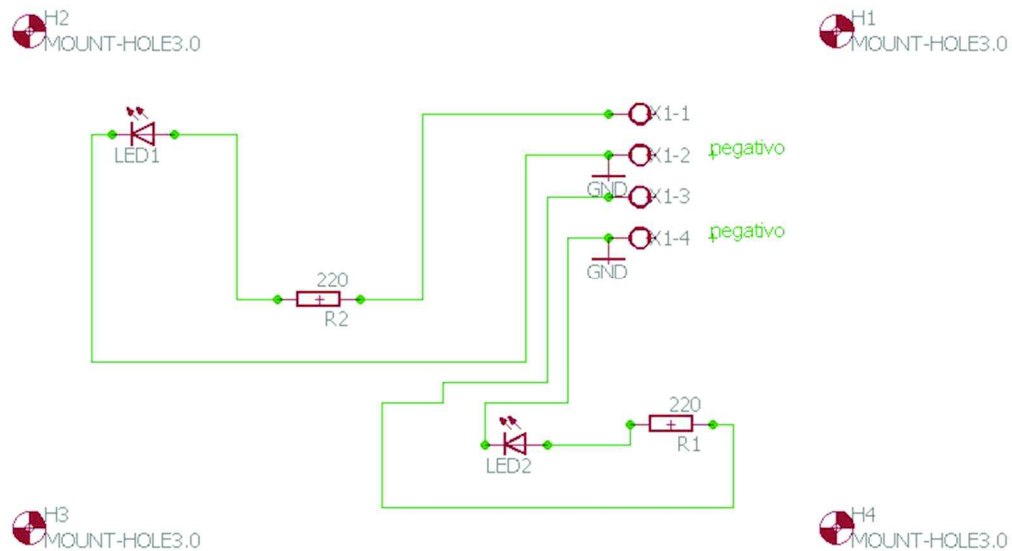 H2
MOUNT-HOLE3.0
H1
MOUNT-HOLE3.0
LED1
X1-1
X1-2
negativo
GND
X1-3
X1-4
negativo
GND
220
R2
220
R1
LED2
H3
MOUNT-HOLE3.0
H4
MOUNT-HOLE3.0